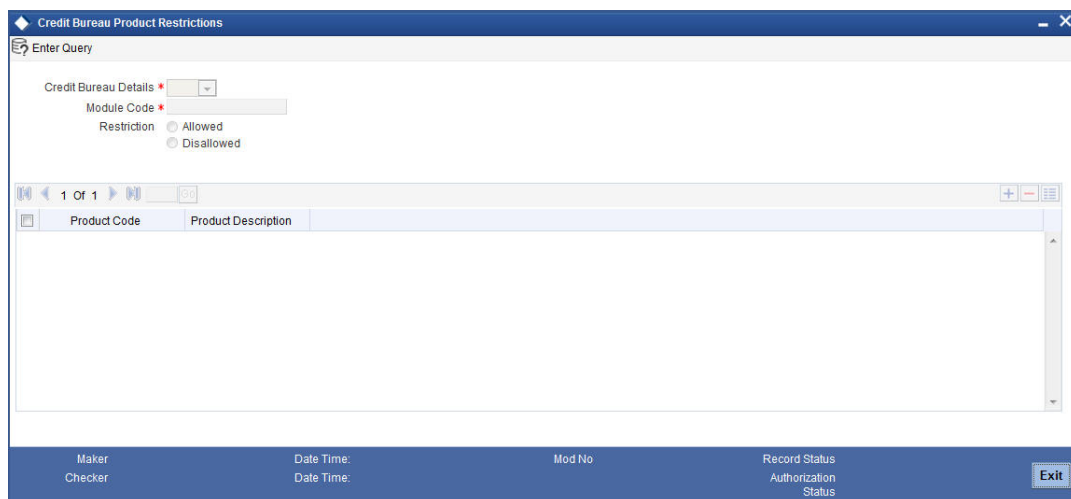 Credit Bureau Product Restrictions
Enter Query
Credit Bureau Details *
Module Code *
Restriction Allowed
Disallowed
1 Of 1 Go
Product Code Product Description
Maker Date Time: Mod No Record Status
Checker Date Time: Authorization Status
Exit